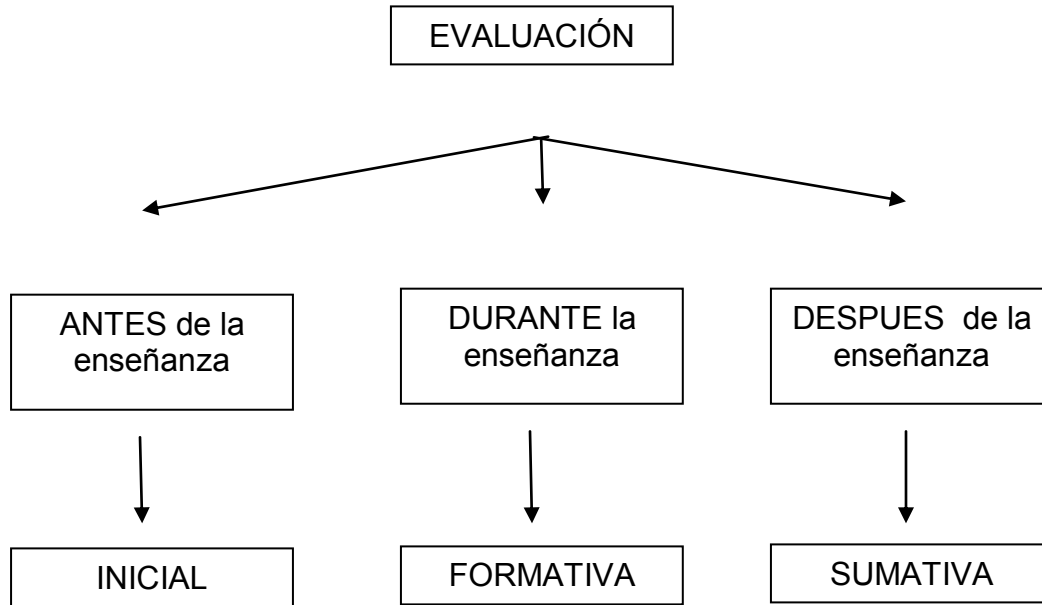 EVALUACIÓN
ANTES de la
enseñanza
DURANTE la
enseñanza
DESPUES de la
enseñanza
INICIAL
FORMATIVA
SUMATIVA